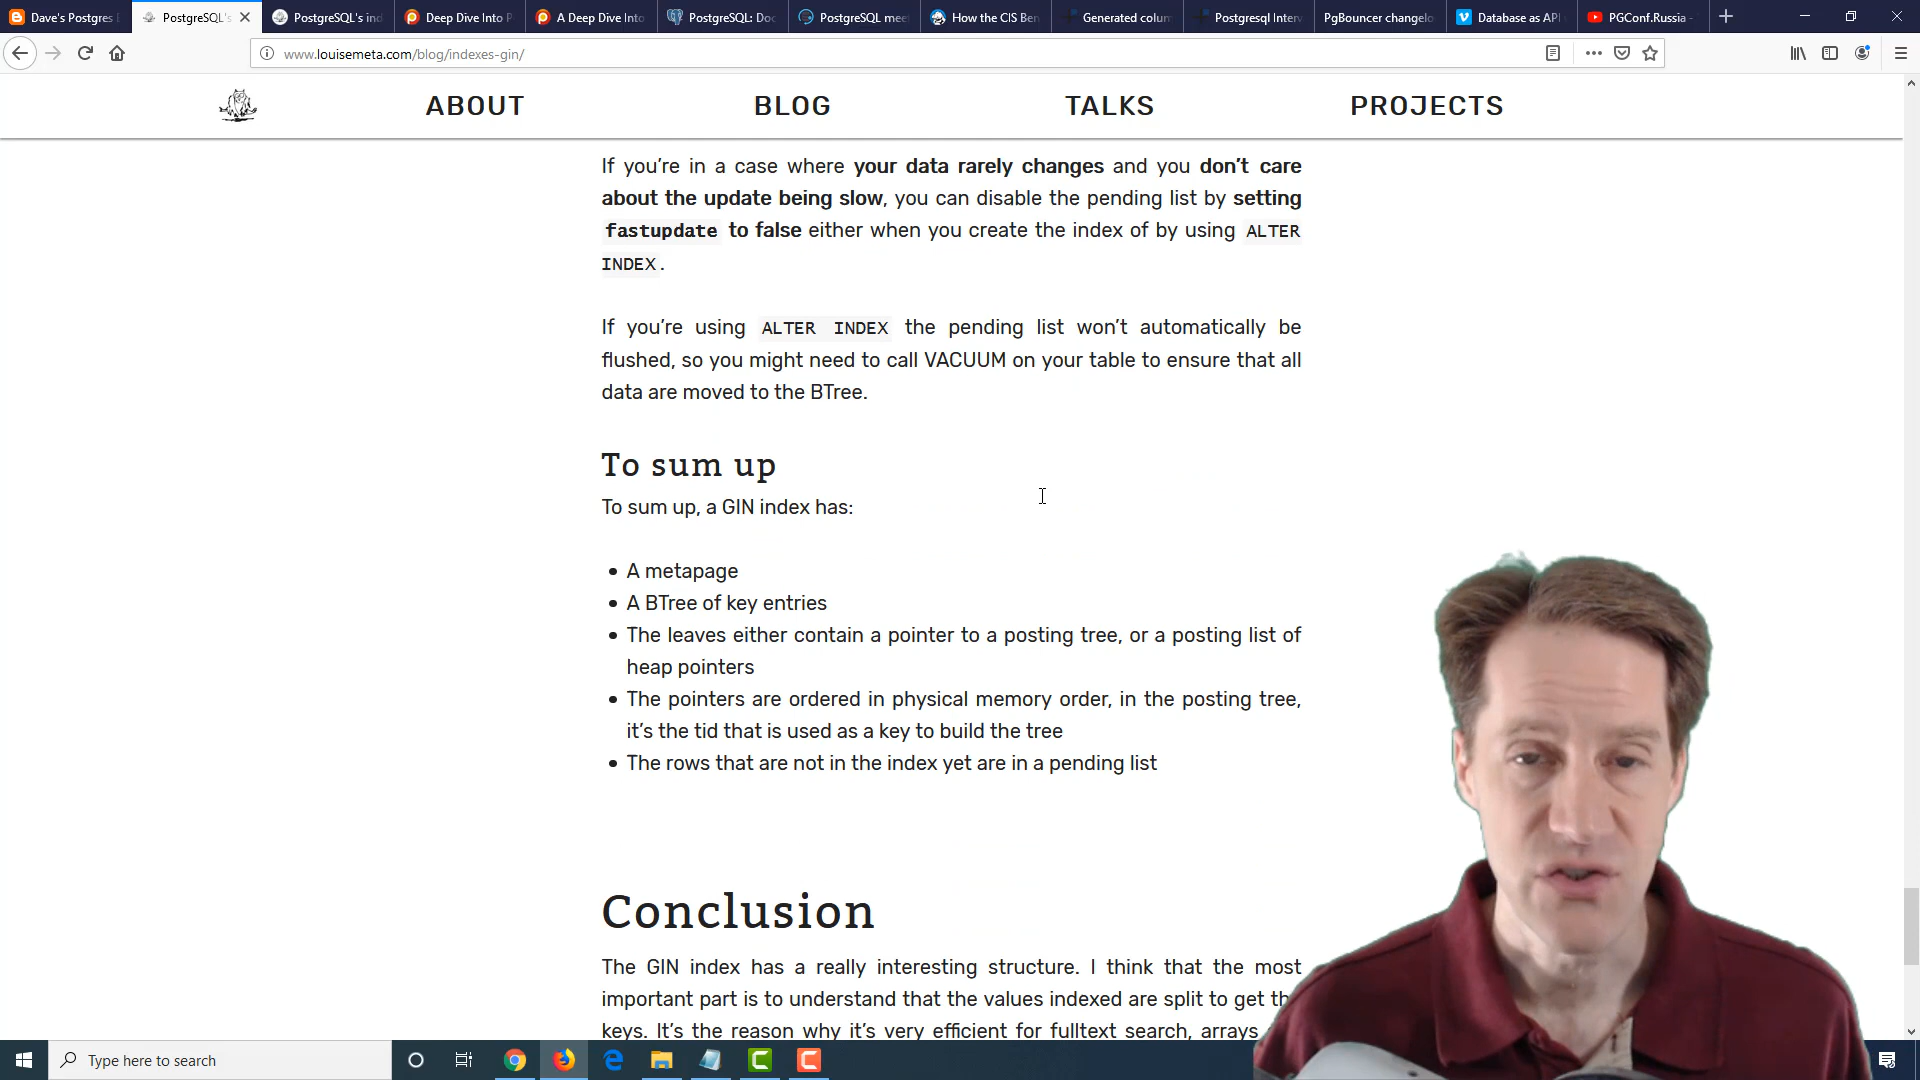 Dave's Postgres
PostgreSQL's
PostgreSQL's ind
Deep Dive Into P
A Deep Dive Into
PostgreSQL: Doc
PostgreSQL mee
How the CIS Ben
Generated colum
Postgresql Interv
PgBouncer changelo
Database as API
PGConf.Russia -
www.louisemeta.com/blog/indexes-gin/
ABOUT
BLOG
TALKS
PROJECTS
If you're in a case where your data rarely changes and you don't care
about the update being slow, you can disable the pending list by setting
fastupdate to false either when you create the index of by using ALTER
INDEX.
If you're using ALTER INDEX the pending list won't automatically be
flushed, so you might need to call VACUUM on your table to ensure that all
data are moved to the BTree.
To sum up
To sum up, a GIN index has:
• A metapage
• A BTree of key entries
• The leaves either contain a pointer to a posting tree, or a posting list of
heap pointers
• The pointers are ordered in physical memory order, in the posting tree,
it's the tid that is used as a key to build the tree
• The rows that are not in the index yet are in a pending list
Conclusion
The GIN index has a really interesting structure. I think that the most
important part is to understand that the values indexed are split to get th
keys. It's the reason why it's very efficient for fulltext search, arrays
Type here to search